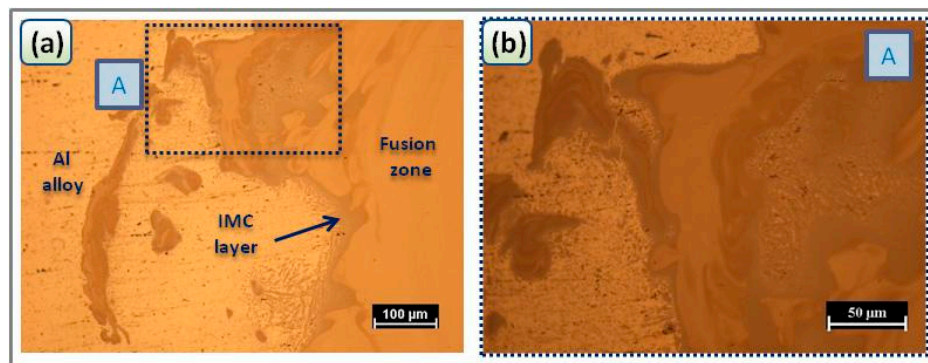 (a)
A
Al
alloy
IMC
layer
Fusion
zone
100 µm
(b)
A
50 µm